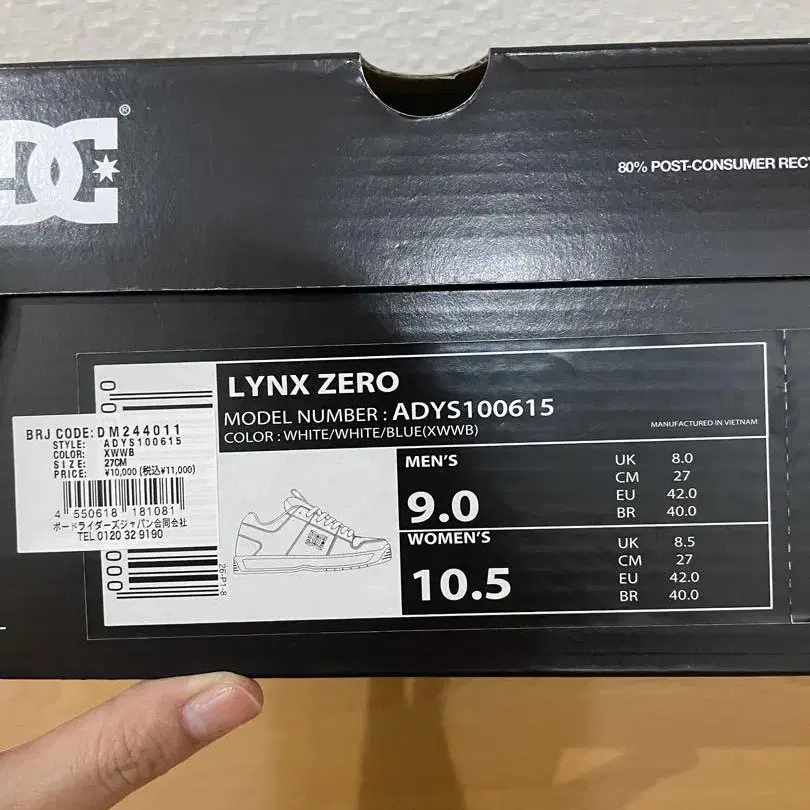 DC®
80% POST-CONSUMER
LYNX ZERO
MODEL NUMBER : ADYS100615
COLOR : WHITE/WHITE/BLUE(XWWB)
MANUFACTURED IN VIETNAM
BRJ CODE: DM244011
STYLE: ADYS100615
COLOR: XWWB
SIZE: 27CM
PRICE: ¥10,000 (税込¥11,000)
4 550618 181081
ボードライダーズジャパン合同会社
TEL 0120 32 9190
26-P1-8
MEN'S
9.0
UK 8.0
CM 27
EU 42.0
BR 40.0
WOMEN'S
10.5
UK 8.5
CM 27
EU 42.0
BR 40.0